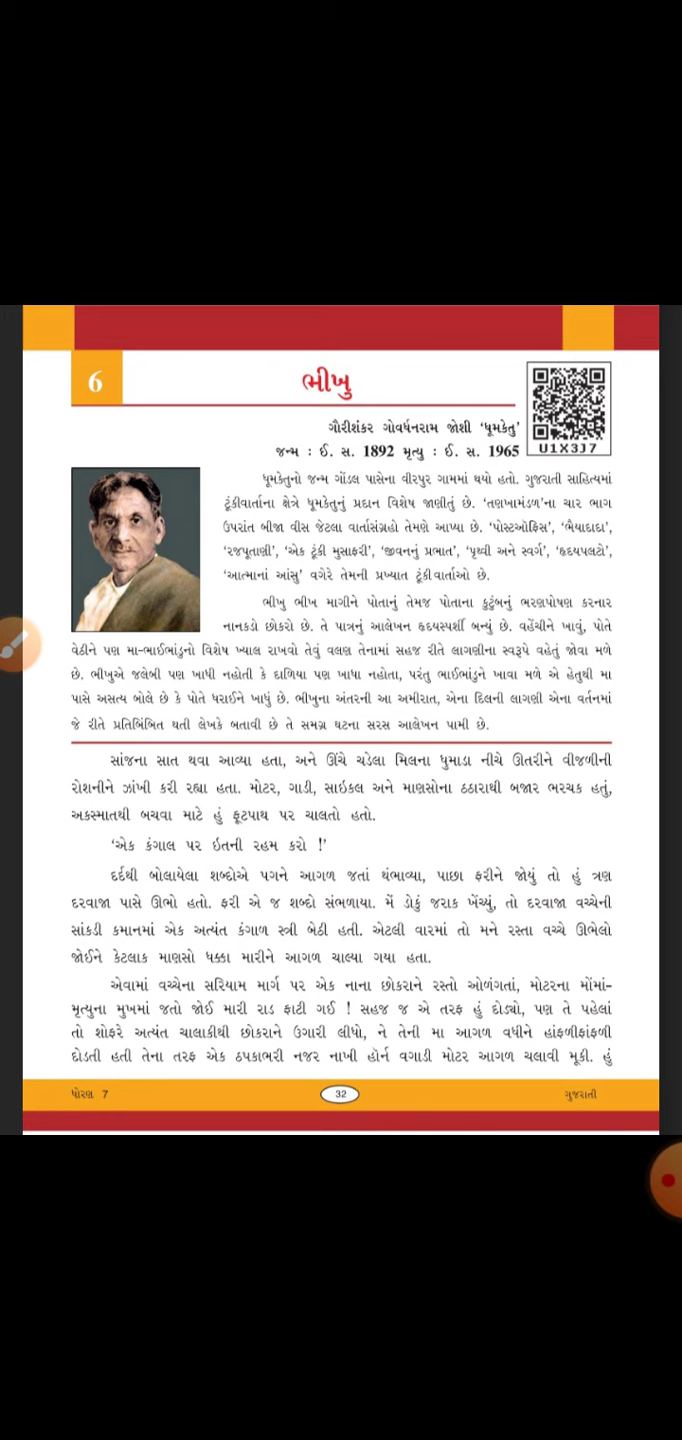 6
ભીખુ
ગૌરીશંકર ગોવર્ધનરામ જોશી ‘ધૂમકેતુ’
જન્મ : ઈ. સ. 1892 મૃત્યુ : ઈ. સ. 1965
U1X3J7
ધૂમકેતુનો જન્મ ગોંડલ પાસેના વીરપુર ગામમાં થયો હતો. ગુજરાતી સાહિત્યમાં
ટૂંકીવાર્તાના ક્ષેત્રે ધૂમકેતુનું પ્રદાન વિશેષ જાણીતું છે. ‘તણખામંડળ’ના ચાર ભાગ
ઉપરાંત બીજા વીસ જેટલા વાર્તાસંગ્રહો તેમણે આપ્યા છે. ‘પોસ્ટઑફિસ’, ‘ભૈયાદાદા’,
‘રજપૂતાણી’, ‘એક ટૂંકી મુસાફરી’, ‘જીવનનું પ્રભાત’, ‘પૃથ્વી અને સ્વર્ગ’, ‘હૃદયપલટો’,
‘આત્માનાં આંસુ’ વગેરે તેમની પ્રખ્યાત ટૂંકીવાર્તાઓ છે.
ભીખુ ભીખ માગીને પોતાનું તેમજ પોતાના કુટુંબનું ભરણપોષણ કરનાર
નાનકડો છોકરો છે. તે પાત્રનું આલેખન હૃદયસ્પર્શી બન્યું છે. વહેંચીને ખાવું, પોતે
વેઠીને પણ મા-ભાઈભાંડુનો વિશેષ ખ્યાલ રાખવો તેવું વલણ તેનામાં સહજ રીતે લાગણીના સ્વરૂપે વહેતું જોવા મળે
છે. ભીખુએ જલેબી પણ ખાધી નહોતી કે દાળિયા પણ ખાધા નહોતા, પરંતુ ભાઈભાંડુને ખાવા મળે એ હેતુથી મા
પાસે અસત્ય બોલે છે કે પોતે ધરાઈને ખાધું છે. ભીખુના અંતરની આ અમીરાત, એના દિલની લાગણી એના વર્તનમાં
જે રીતે પ્રતિબિંબિત થતી લેખકે બતાવી છે તે સમગ્ર ઘટના સરસ આલેખન પામી છે.
સાંજના સાત થવા આવ્યા હતા, અને ઊંચે ચડેલા મિલના ધુમાડા નીચે ઊતરીને વીજળીની
રોશનીને ઝાંખી કરી રહ્યા હતા. મોટર, ગાડી, સાઇકલ અને માણસોના ઠઠારાથી બજાર ભરચક હતું,
અકસ્માતથી બચવા માટે હું ફૂટપાથ પર ચાલતો હતો.
‘એક કંગાલ પર ઇતની રહમ કરો !’
દર્દથી બોલાયેલા શબ્દોએ પગને આગળ જતાં થંભાવ્યા, પાછા ફરીને જોયું તો હું ત્રણ
દરવાજા પાસે ઊભો હતો. ફરી એ જ શબ્દો સંભળાયા. મેં ડોકું જરાક ખેંચ્યું, તો દરવાજા વચ્ચેની
સાંકડી કમાનમાં એક અત્યંત કંગાળ સ્ત્રી બેઠી હતી. એટલી વારમાં તો મને રસ્તા વચ્ચે ઊભેલો
જોઈને કેટલાક માણસો ધક્કા મારીને આગળ ચાલ્યા ગયા હતા.
એવામાં વચ્ચેના સરિયામ માર્ગ પર એક નાના છોકરાને રસ્તો ઓળંગતાં, મોટરના મોંમાં-
મૃત્યુના મુખમાં જતો જોઈ મારી રાડ ફાટી ગઈ ! સહજ જ એ તરફ હું દોડ્યો, પણ તે પહેલાં
તો શોફરે અત્યંત ચાલાકીથી છોકરાને ઉગારી લીધો, ને તેની મા આગળ વધીને હાંફળીફાંફળી
દોડતી હતી તેના તરફ એક ઠપકાભરી નજર નાખી હૉર્ન વગાડી મોટર આગળ ચલાવી મૂકી. હું
ધોરણ 7
32
ગુજરાતી